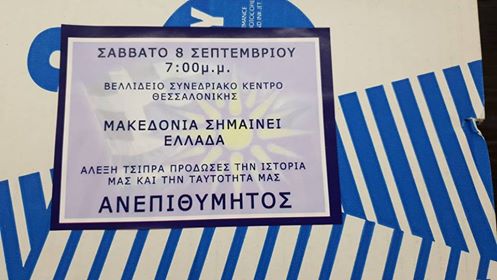 ΣΑΒΒΑΤΟ 8 ΣΕΠΤΕΜΒΡΙΟΥ
7:00μ.μ.
ΒΕΛΛΙΔΕΙΟ ΣΥΝΕΔΡΙΑΚΟ ΚΕΝΤΡΟ
ΘΕΣΣΑΛΟΝΙΚΗΣ
ΜΑΚΕΔΟΝΙΑ ΣΗΜΑΙΝΕΙ
ΕΛΛΑΔΑ
ΑΛΕΞΗ ΤΣΙΠΡΑ ΠΡΟΔΩΣΕΣ ΤΗΝ ΙΣΤΟΡΙΑ
ΜΑΣ ΚΑΙ ΤΗΝ ΤΑΥΤΟΤΗΤΑ ΜΑΣ
ΑΝΕΠΙΘΥΜΗΤΟΣ